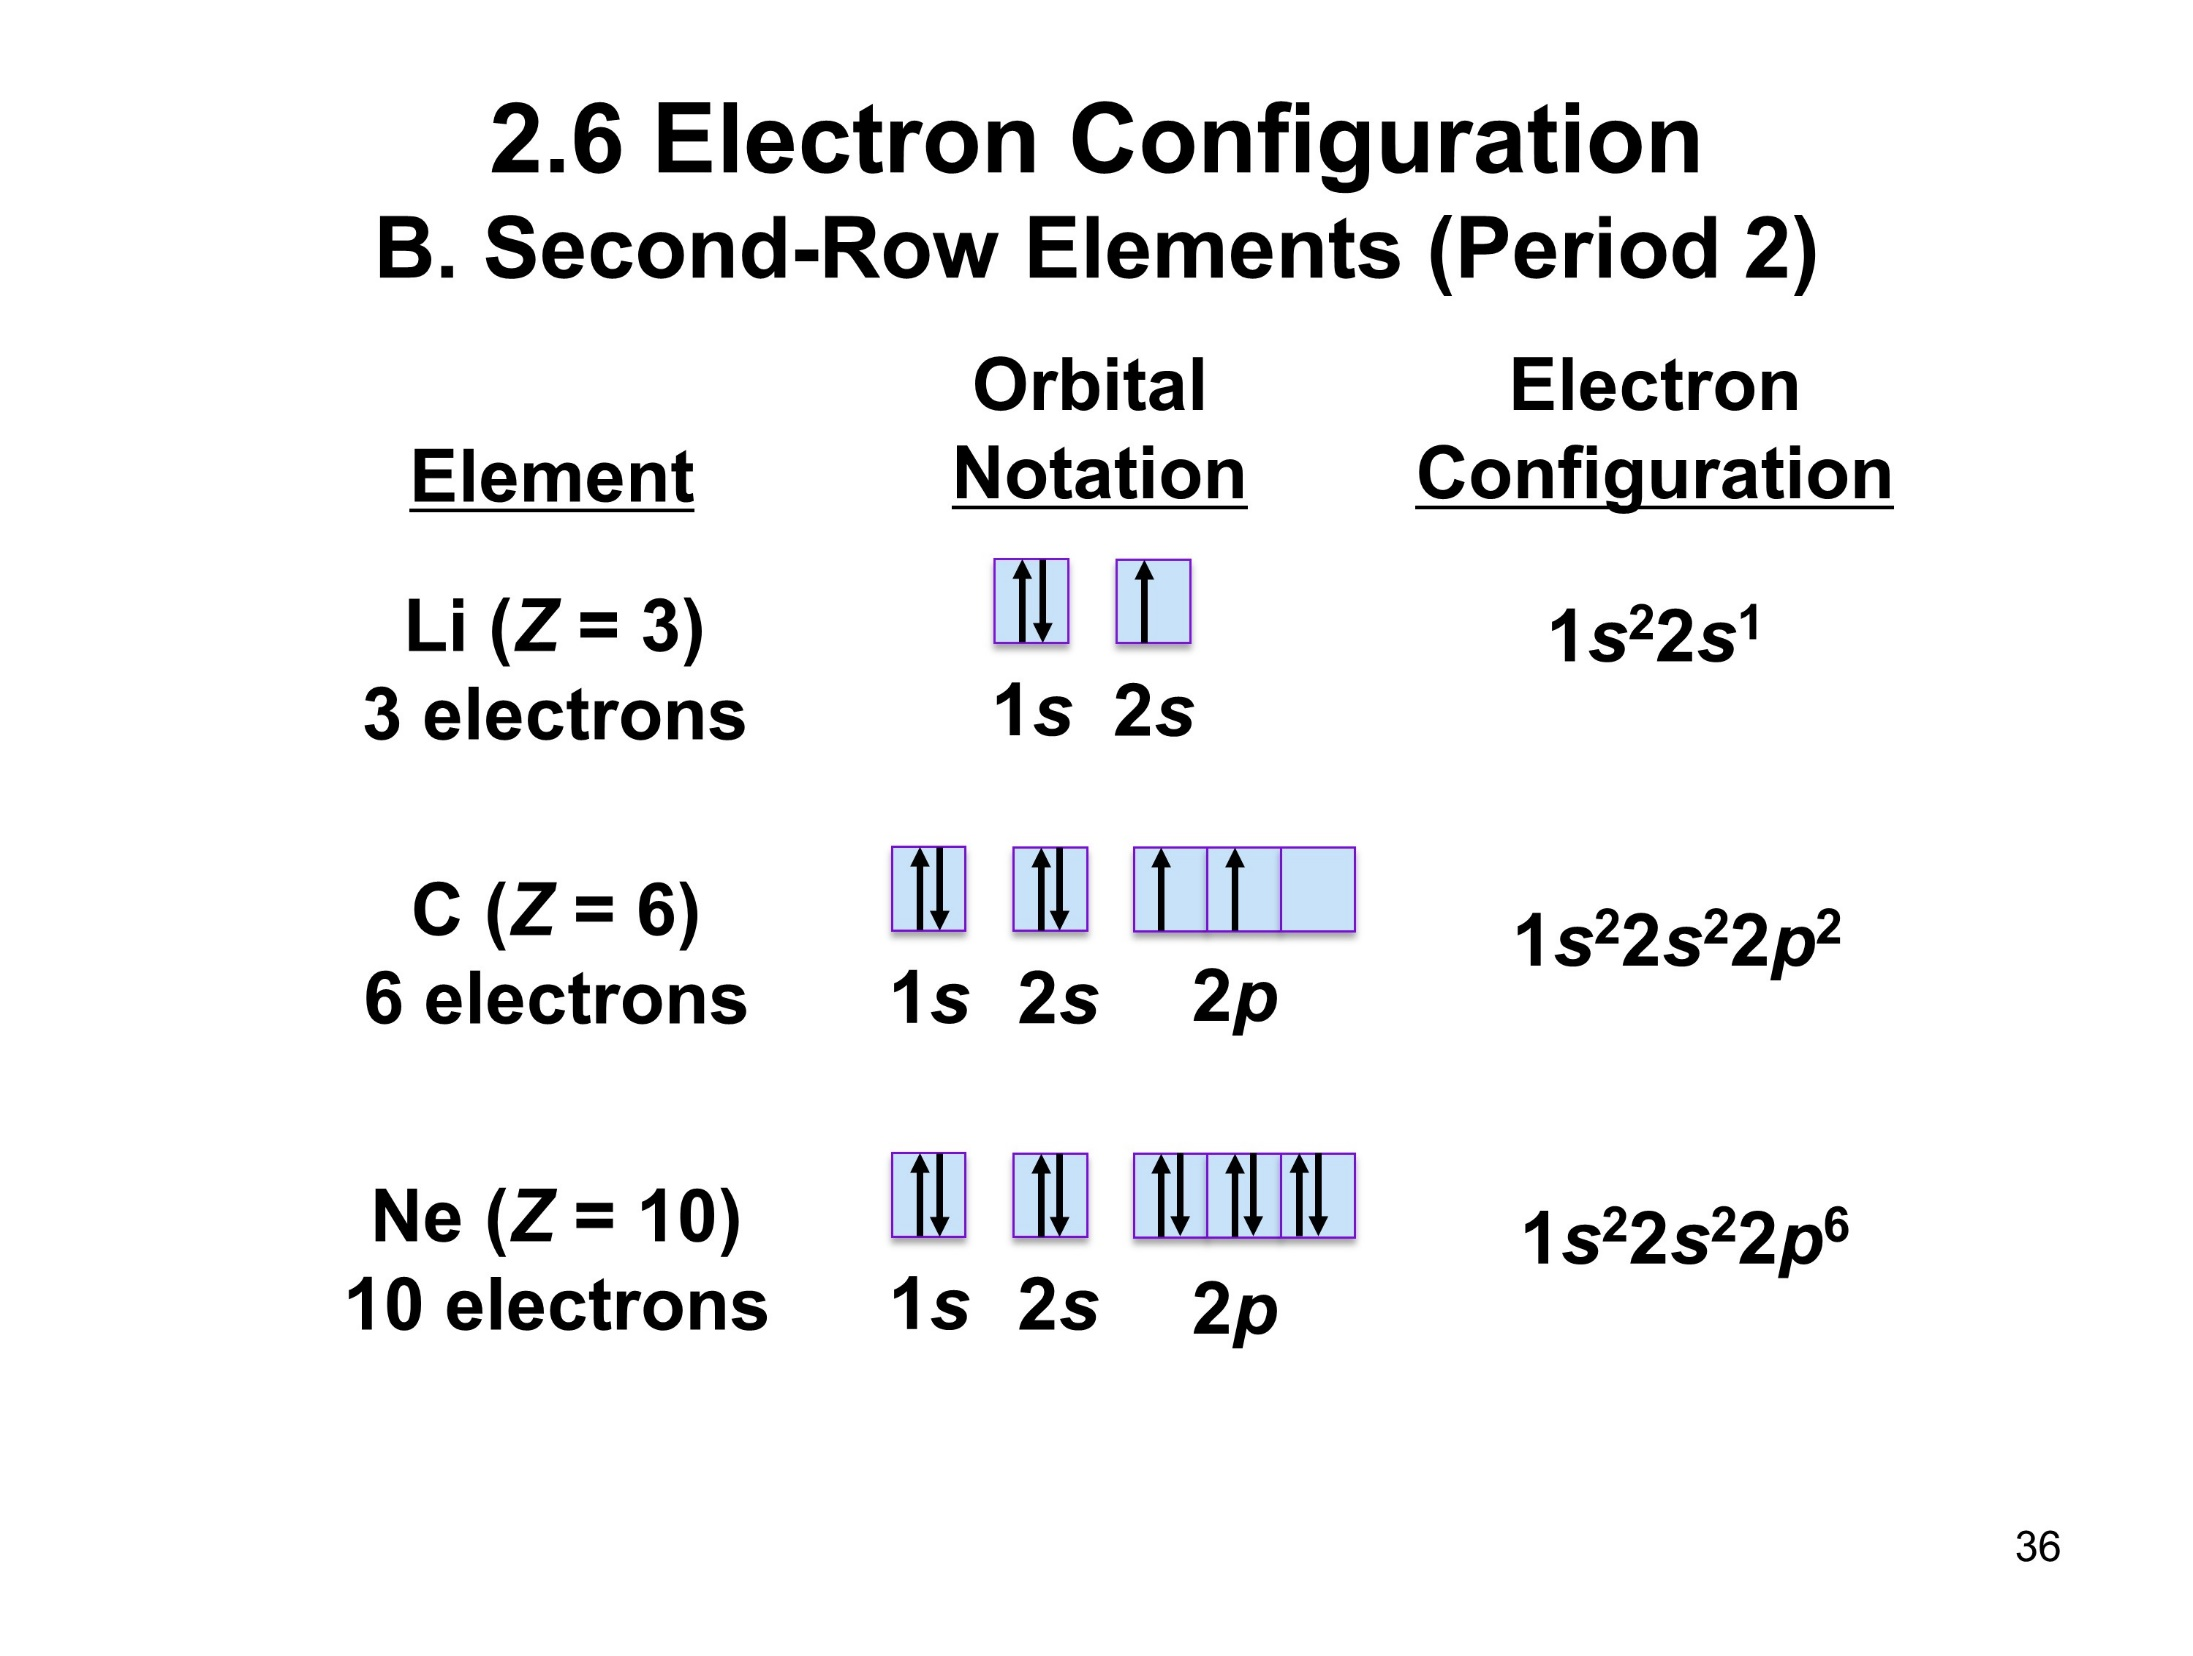 2.6 Electron Configuration
B. Second-Row Elements (Period 2)
Element
Orbital
Notation
Electron
Configuration
Li (Z = 3)
3 electrons
1s 2s
1s²2s¹
C (Z = 6)
6 electrons
1s 2s 2p
1s²2s²2p²
Ne (Z = 10)
10 electrons
1s 2s 2p
1s²2s²2p⁶
36